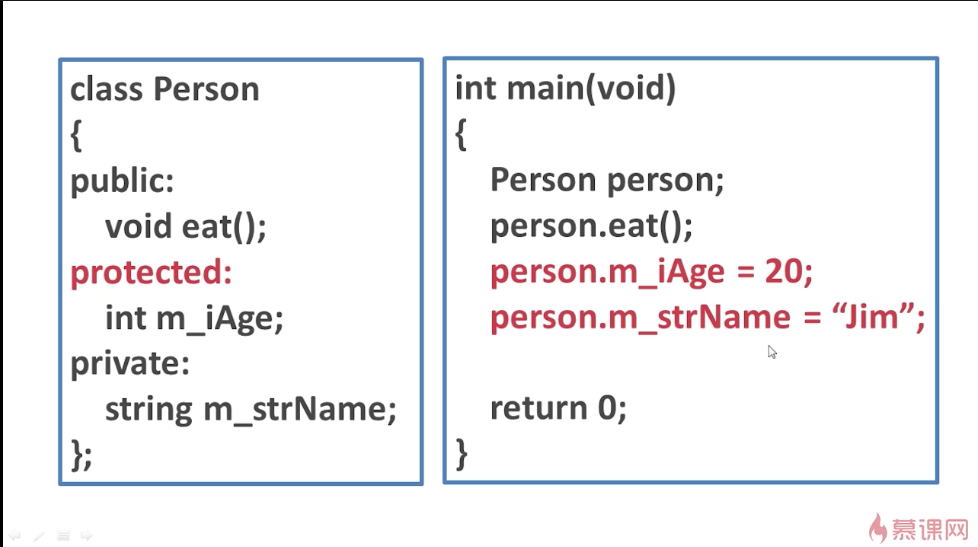 class Person
{
public:
void eat();
protected:
int m_iAge;
private:
string m_strName;
};
int main(void)
{
Person person;
person.eat();
person.m_iAge = 20;
person.m_strName = “Jim”;
return 0;
}
慕课网